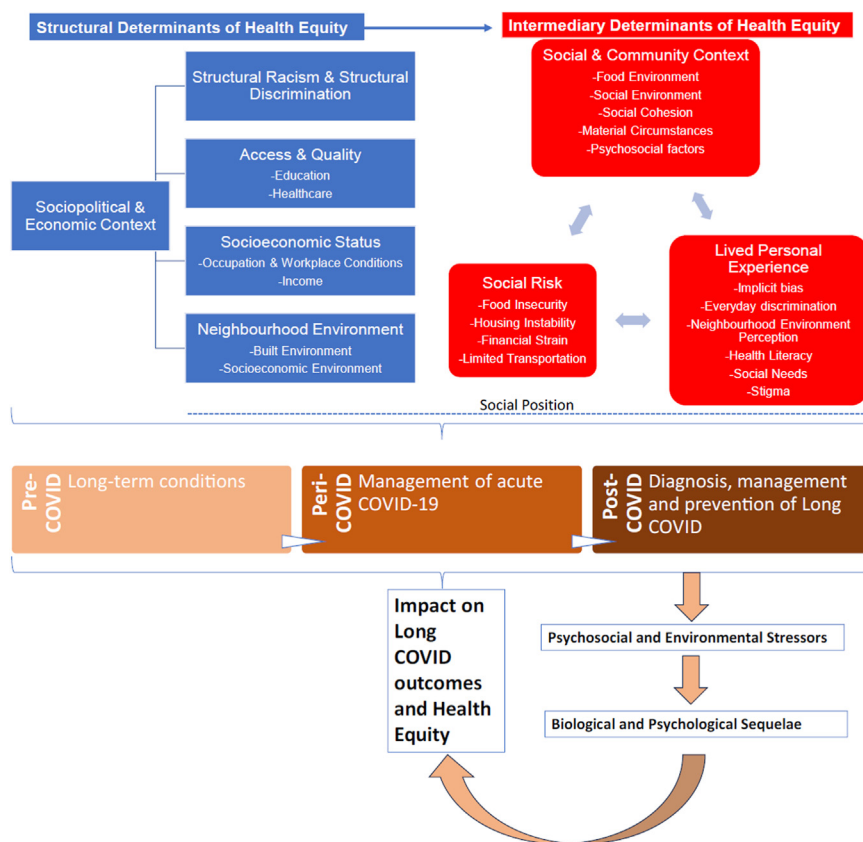 Structural Determinants of Health Equity
Intermediary Determinants of Health Equity
Sociopolitical &
Economic Context
Structural Racism & Structural
Discrimination
Access & Quality
-Education
-Healthcare
Socioeconomic Status
-Occupation & Workplace Conditions
-Income
Neighbourhood Environment
-Built Environment
-Socioeconomic Environment
Social & Community Context
-Food Environment
-Social Environment
-Social Cohesion
-Material Circumstances
-Psychosocial factors
Social Risk
-Food Insecurity
-Housing Instability
-Financial Strain
-Limited Transportation
Lived Personal
Experience
-Implicit bias
-Everyday discrimination
-Neighbourhood Environment
Perception
-Health Literacy
-Social Needs
-Stigma
Social Position
Pre-
COVID
Long-term conditions
Peri-
COVID
Management of acute
COVID-19
Post-
COVID
Diagnosis, management
and prevention of Long
COVID
Impact on
Long
COVID
outcomes
and Health
Equity
Psychosocial and Environmental Stressors
Biological and Psychological Sequelae